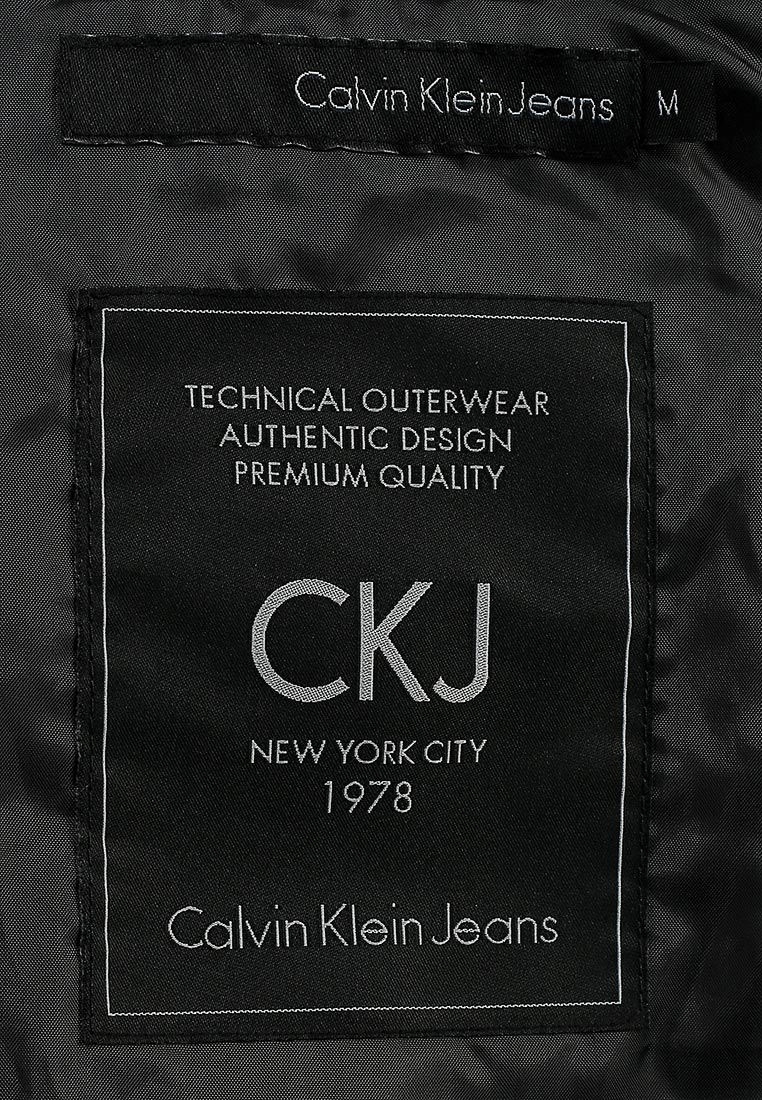 Calvin Klein Jeans M
TECHNICAL OUTERWEAR
AUTHENTIC DESIGN
PREMIUM QUALITY
CKJ
NEW YORK CITY
1978
Calvin Klein Jeans